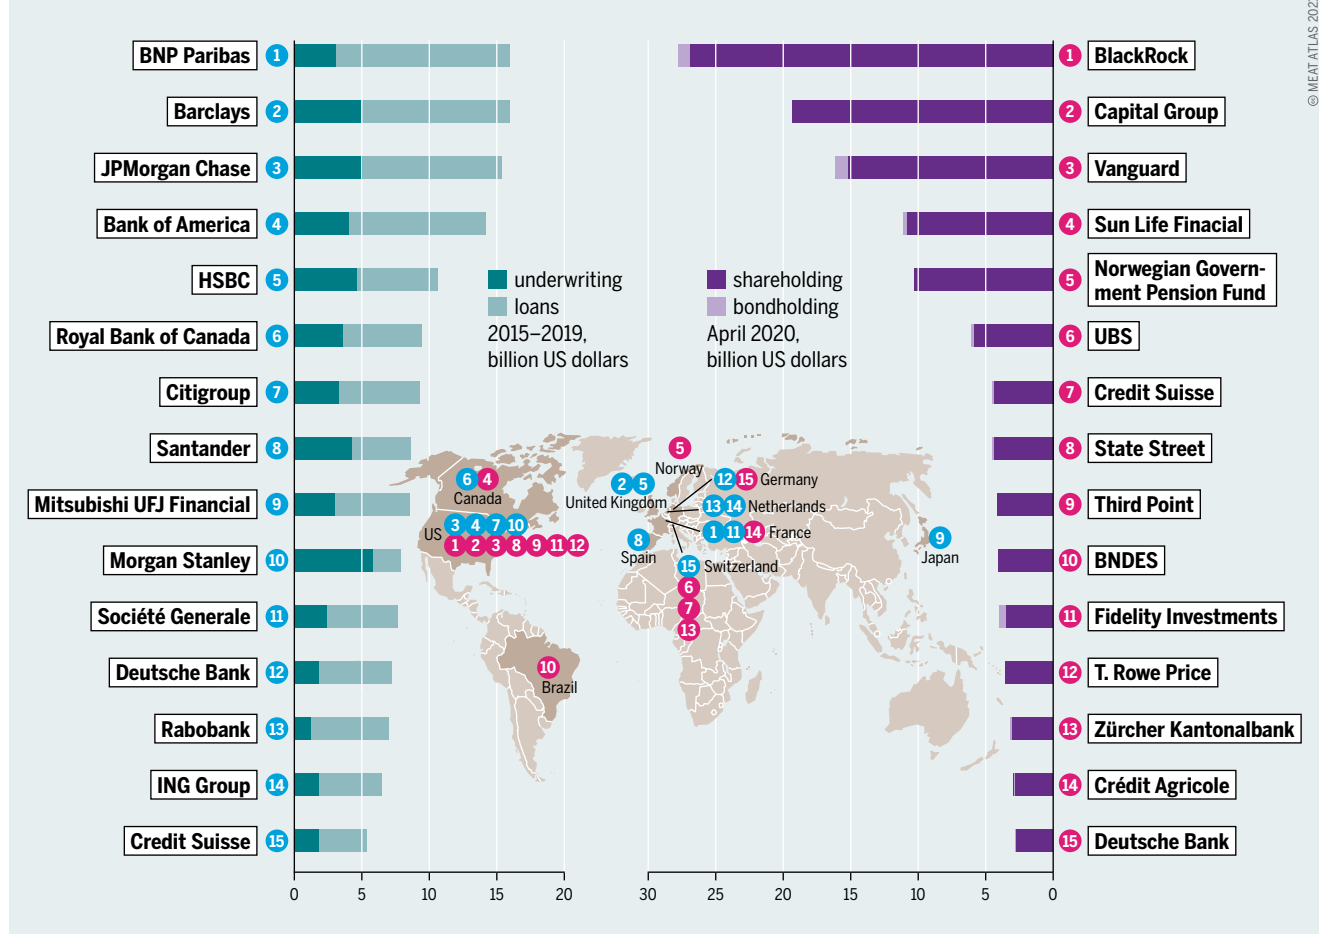 © MEAT ATLAS 202
BNP Paribas 1
Barclays 2
JPMorgan Chase 3
Bank of America 4
HSBC 5
Royal Bank of Canada 6
Citigroup 7
Santander 8
Mitsubishi UFJ Financial 9
Morgan Stanley 10
Société Generale 11
Deutsche Bank 12
Rabobank 13
ING Group 14
Credit Suisse 15
underwriting
loans
2015–2019,
billion US dollars
shareholding
bondholding
April 2020,
billion US dollars
1 BlackRock
2 Capital Group
3 Vanguard
4 Sun Life Finacial
5 Norwegian Govern-
ment Pension Fund
6 UBS
7 Credit Suisse
8 State Street
9 Third Point
10 BNDES
11 Fidelity Investments
12 T. Rowe Price
13 Zürcher Kantonalbank
14 Crédit Agricole
15 Deutsche Bank
6 4
Canada
US 3 4 7 10
1 2 3 8 9 11 12
10
Brazil
5
Norway
2 5
United Kingdom
12 15 Germany
13 14 Netherlands
1 11 14 France
8
Spain
15 Switzerland
6
7
13
9
Japan
0 5 10 15 20
30 25 20 15 10 5 0